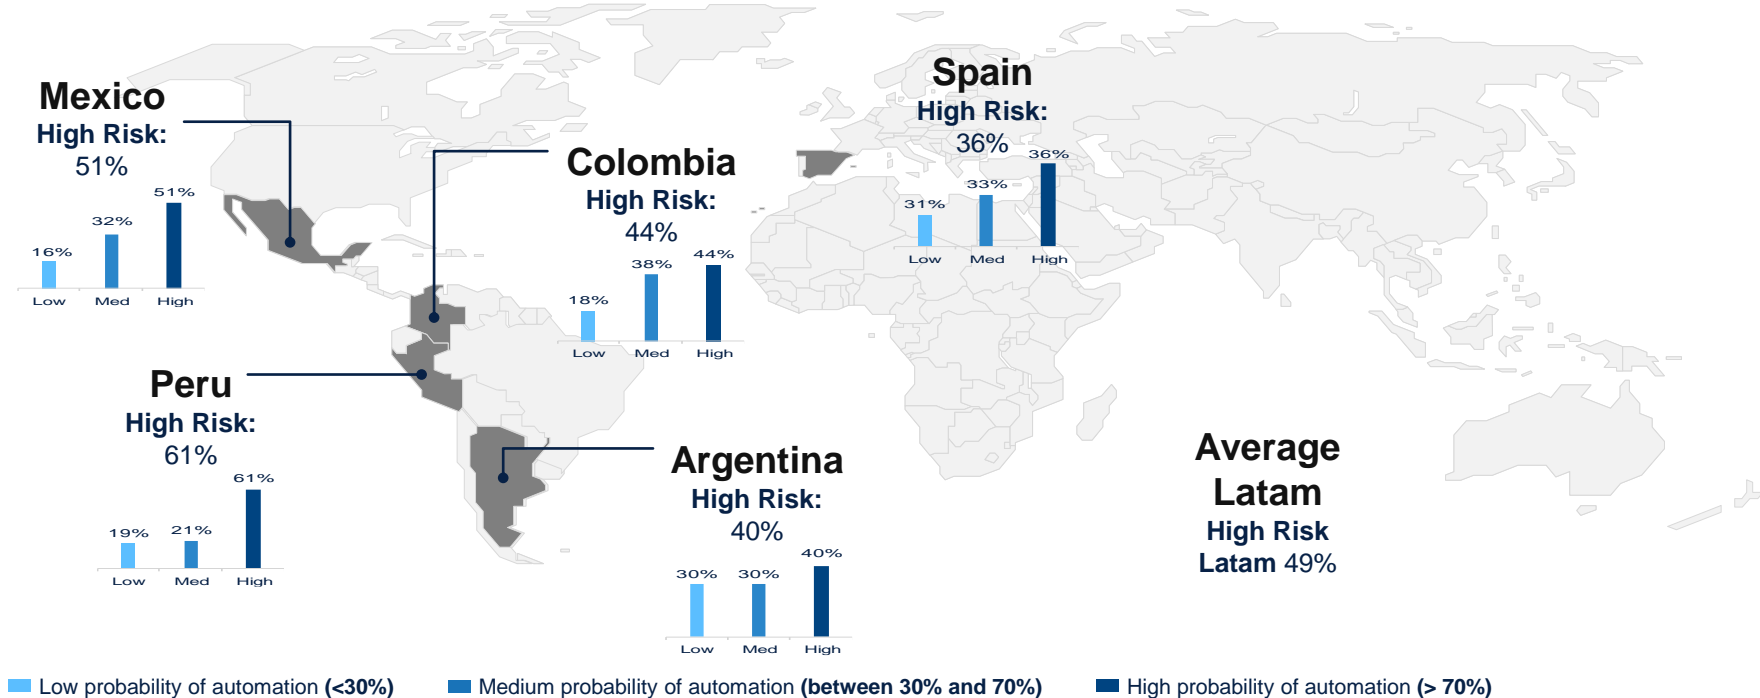 Mexico
High Risk:
51%
16%
32%
51%
Low
Med
High
Colombia
High Risk:
44%
18%
38%
44%
Low
Med
High
Spain
High Risk:
36%
31%
33%
36%
Low
Med
High
Peru
High Risk:
61%
19%
21%
61%
Low
Med
High
Argentina
High Risk:
40%
30%
30%
40%
Low
Med
High
Average
Latam
High Risk
Latam 49%
Low probability of automation (<30%)
Medium probability of automation (between 30% and 70%)
High probability of automation (> 70%)